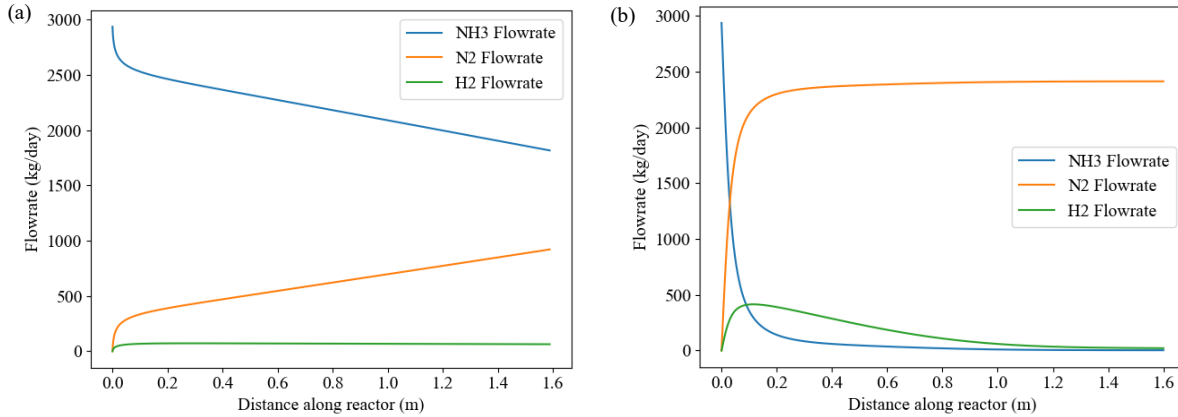 (a)
3000
2500
2000
1500
1000
500
0
Flowrate (kg/day)
NH3 Flowrate
N2 Flowrate
H2 Flowrate
0.0 0.2 0.4 0.6 0.8 1.0 1.2 1.4 1.6
Distance along reactor (m)
(b)
3000
2500
2000
1500
1000
500
0
Flowrate (kg/day)
NH3 Flowrate
N2 Flowrate
H2 Flowrate
0.0 0.2 0.4 0.6 0.8 1.0 1.2 1.4 1.6
Distance along reactor (m)